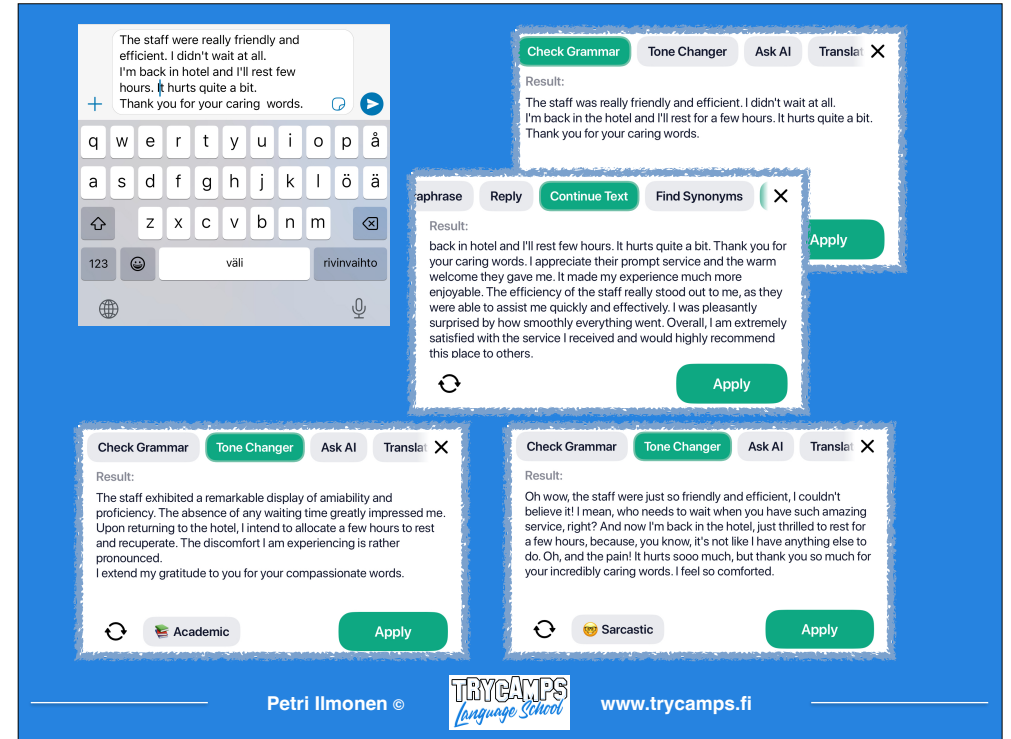 The staff were really friendly and
efficient. I didn't wait at all.
I'm back in hotel and I'll rest few
hours. It hurts quite a bit.
Thank you for your caring words.
q w e r t y u i o p å
a s d f g h j k l ö ä
z x c v b n m
123 väli rivinvaihto
Check Grammar Tone Changer Ask AI Translat
Result:
The staff was really friendly and efficient. I didn't wait at all.
I'm back in the hotel and I'll rest for a few hours. It hurts quite a bit.
Thank you for your caring words.
Apply
raphrase Reply Continue Text Find Synonyms
Result:
back in hotel and I'll rest few hours. It hurts quite a bit. Thank you for
your caring words. I appreciate their prompt service and the warm
welcome they gave me. It made my experience much more
enjoyable. The efficiency of the staff really stood out to me, as they
were able to assist me quickly and effectively. I was pleasantly
surprised by how smoothly everything went. Overall, I am extremely
satisfied with the service I received and would highly recommend
this place to others.
Apply
Check Grammar Tone Changer Ask AI Translat
Result:
The staff exhibited a remarkable display of amiability and
proficiency. The absence of any waiting time greatly impressed me.
Upon returning to the hotel, I intend to allocate a few hours to rest
and recuperate. The discomfort I am experiencing is rather
pronounced.
I extend my gratitude to you for your compassionate words.
Academic Apply
Check Grammar Tone Changer Ask AI Translat
Result:
Oh wow, the staff were just so friendly and efficient, I couldn't
believe it! I mean, who needs to wait when you have such amazing
service, right? And now I'm back in the hotel, just thrilled to rest for
a few hours, because, you know, it's not like I have anything else to
do. Oh, and the pain! It hurts sooo much, but thank you so much for
your incredibly caring words. I feel so comforted.
Sarcastic Apply
Petri Ilmonen ©
TRYCAMPS
Language School
www.trycamps.fi